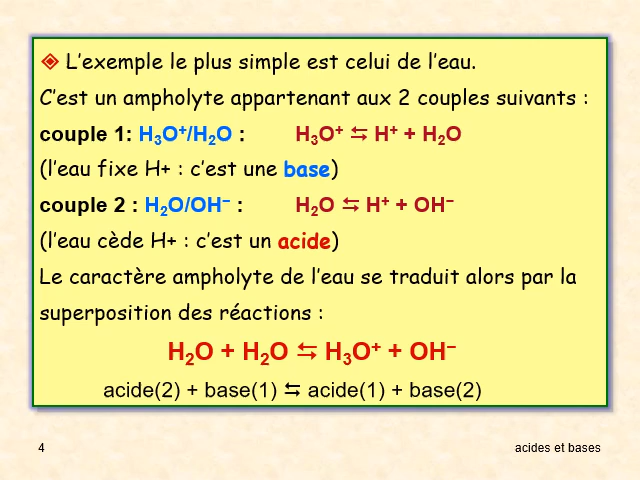 L'exemple le plus simple est celui de l'eau.
C'est un ampholyte appartenant aux 2 couples suivants :
couple 1: H₃O⁺/H₂O : H₃O⁺ ⇆ H⁺ + H₂O
(l'eau fixe H+ : c'est une base)
couple 2 : H₂O/OH⁻ : H₂O ⇆ H⁺ + OH⁻
(l'eau cède H+ : c'est un acide)
Le caractère ampholyte de l'eau se traduit alors par la
superposition des réactions :
H₂O + H₂O ⇆ H₃O⁺ + OH⁻
acide(2) + base(1) ⇆ acide(1) + base(2)
4 acides et bases